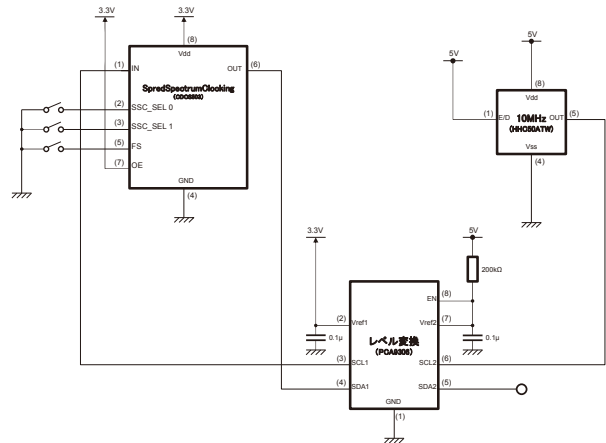 3.3V
3.3V
(8)
Vdd
(1) IN
OUT (6)
SpredSpectrumClocking
(2) SSC_SEL 0
(3) SSC_SEL 1
(5) FS
(7) OE
GND
(4)
5V
5V
(8)
Vdd
(1) E/D
10MHz
OUT (5)
(HHC50ATW)
Vss
(4)
3.3V
5V
200kΩ
EN (8)
(2) Vref1
Vref2 (7)
0.1μ
0.1μ
レベル変換
(PCA9306)
(3) SCL1
SCL2 (6)
(4) SDA1
SDA2 (5)
GND
(1)